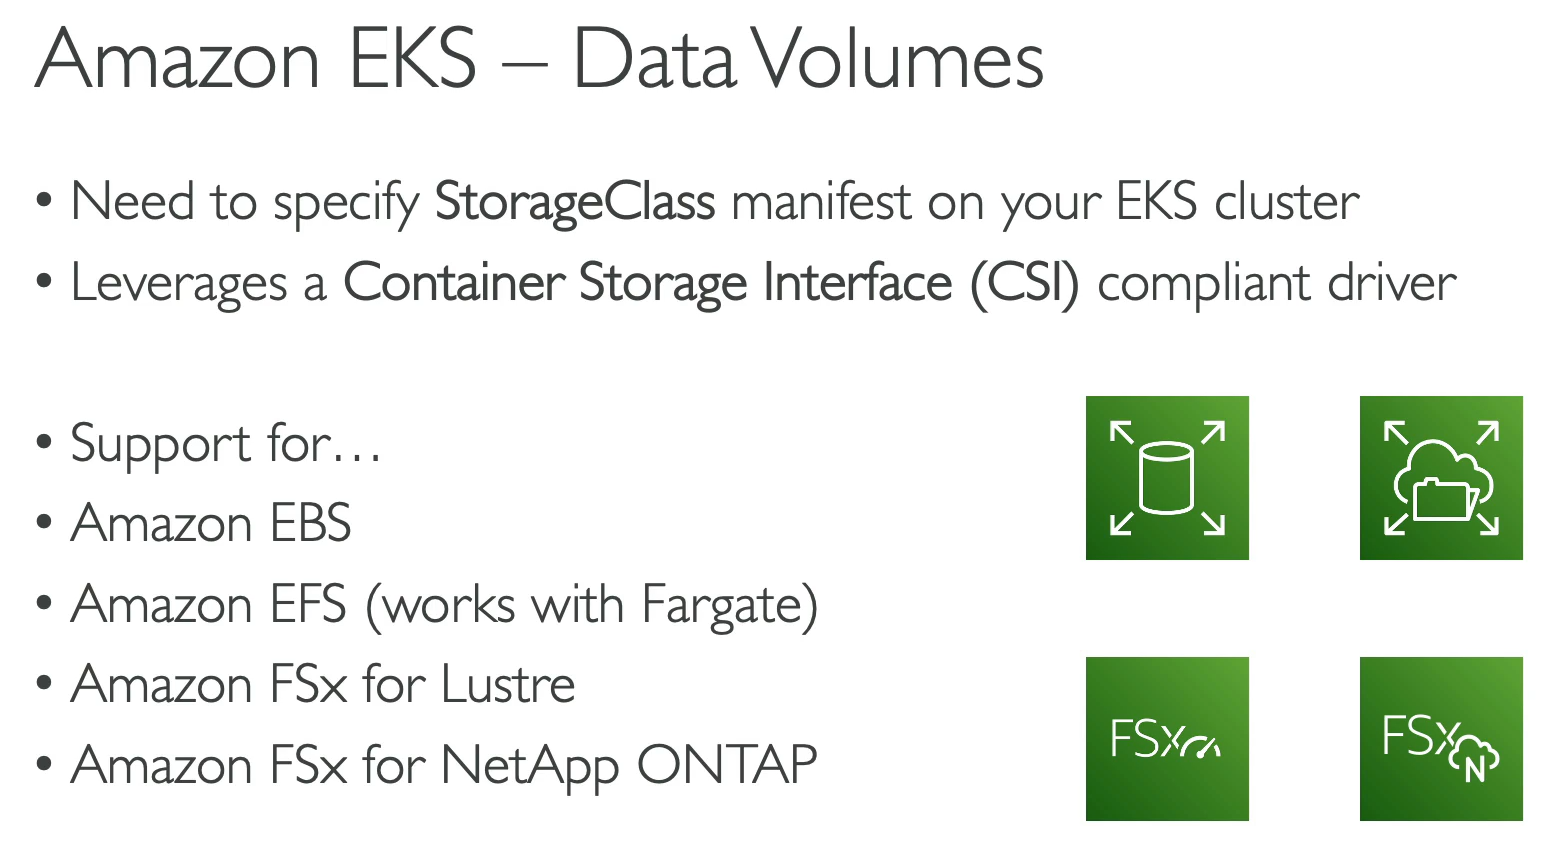 Amazon EKS – Data Volumes
• Need to specify StorageClass manifest on your EKS cluster
• Leverages a Container Storage Interface (CSI) compliant driver
• Support for…
• Amazon EBS
• Amazon EFS (works with Fargate)
• Amazon FSx for Lustre
• Amazon FSx for NetApp ONTAP
FSx
FSx N